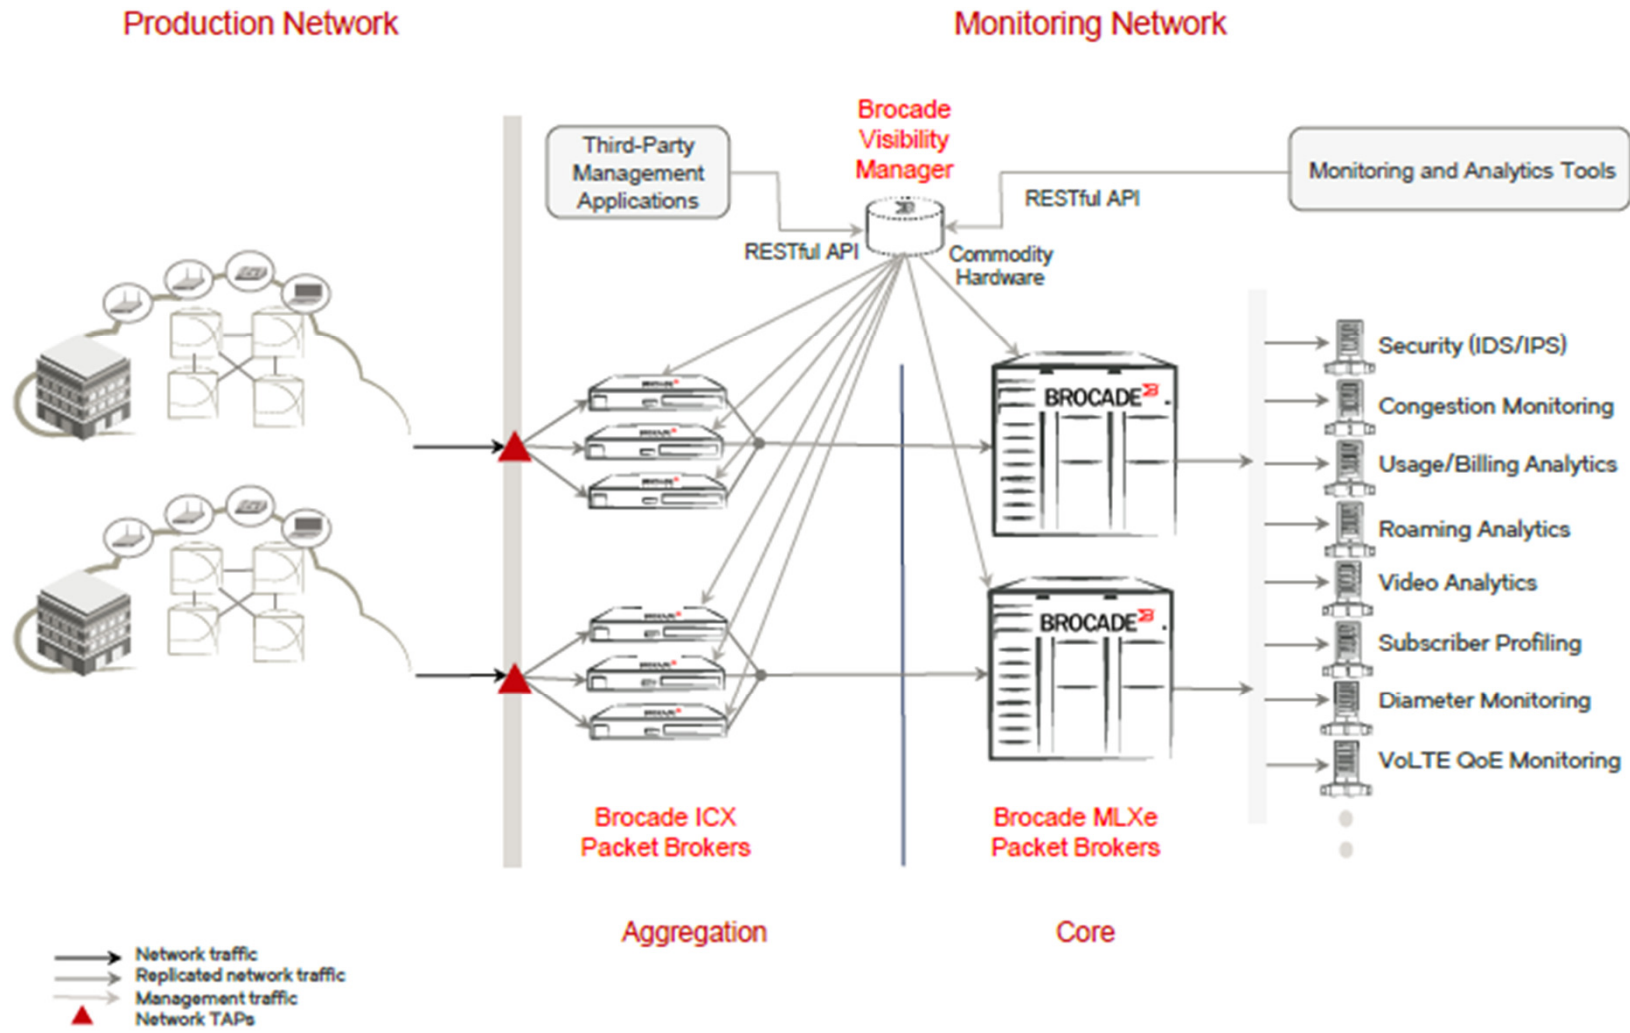 Production Network
Monitoring Network
Brocade
Visibility
Manager
Third-Party
Management
Applications
Monitoring and Analytics Tools
RESTful API
RESTful API
Commodity
Hardware
Security (IDS/IPS)
BROCADE
Congestion Monitoring
Usage/Billing Analytics
Roaming Analytics
Video Analytics
BROCADE
Subscriber Profiling
Diameter Monitoring
VoLTE QoE Monitoring
Brocade ICX
Packet Brokers
Brocade MLXe
Packet Brokers
Aggregation
Core
Network traffic
Replicated network traffic
Management traffic
Network TAPs